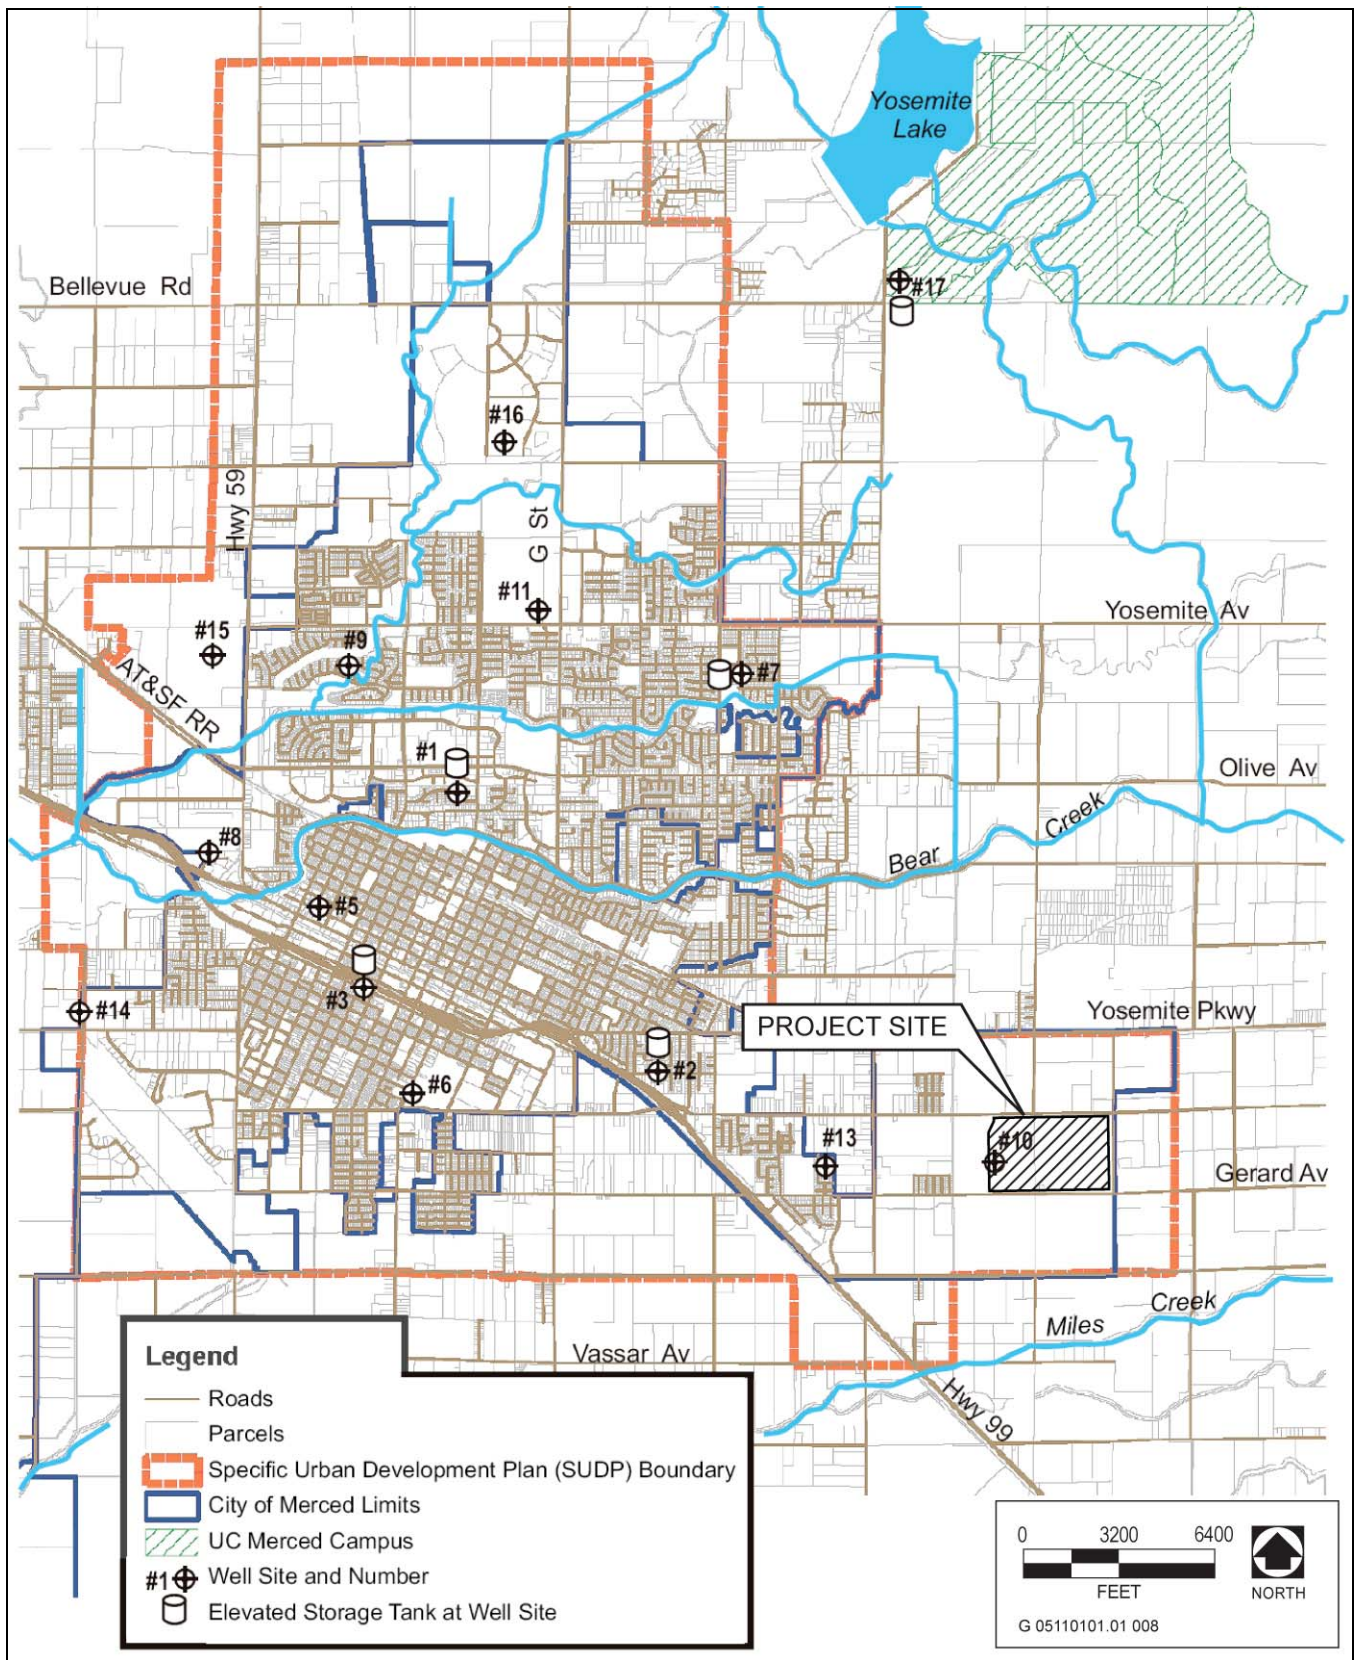 Yosemite
Lake
Bellevue Rd
#17
#16
Hwy 59
G St
#11
Yosemite Av
#15
#9
#7
AT&SF RR
#1
Olive Av
Creek
Bear
#8
#5
#3
#14
Yosemite Pkwy
PROJECT SITE
#2
#6
#13
#10
Gerard Av
Creek
Miles
Vassar Av
Hwy 99
Legend
Roads
Parcels
Specific Urban Development Plan (SUDP) Boundary
City of Merced Limits
UC Merced Campus
#1 Well Site and Number
Elevated Storage Tank at Well Site
0 3200 6400
FEET
NORTH
G 05110101.01 008